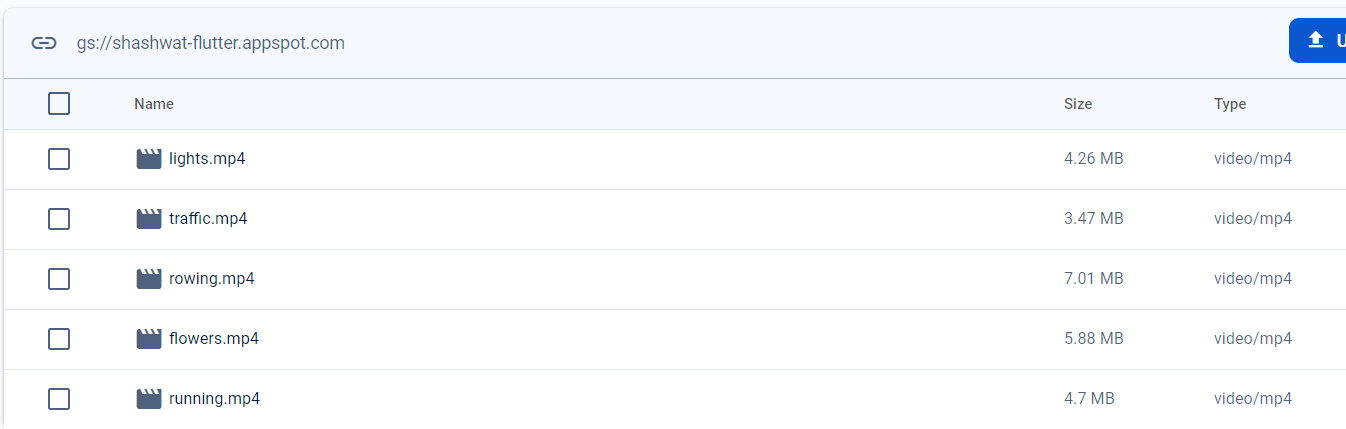 gs://shashwat-flutter.appspot.com
Name Size Type
lights.mp4 4.26 MB video/mp4
traffic.mp4 3.47 MB video/mp4
rowing.mp4 7.01 MB video/mp4
flowers.mp4 5.88 MB video/mp4
running.mp4 4.7 MB video/mp4